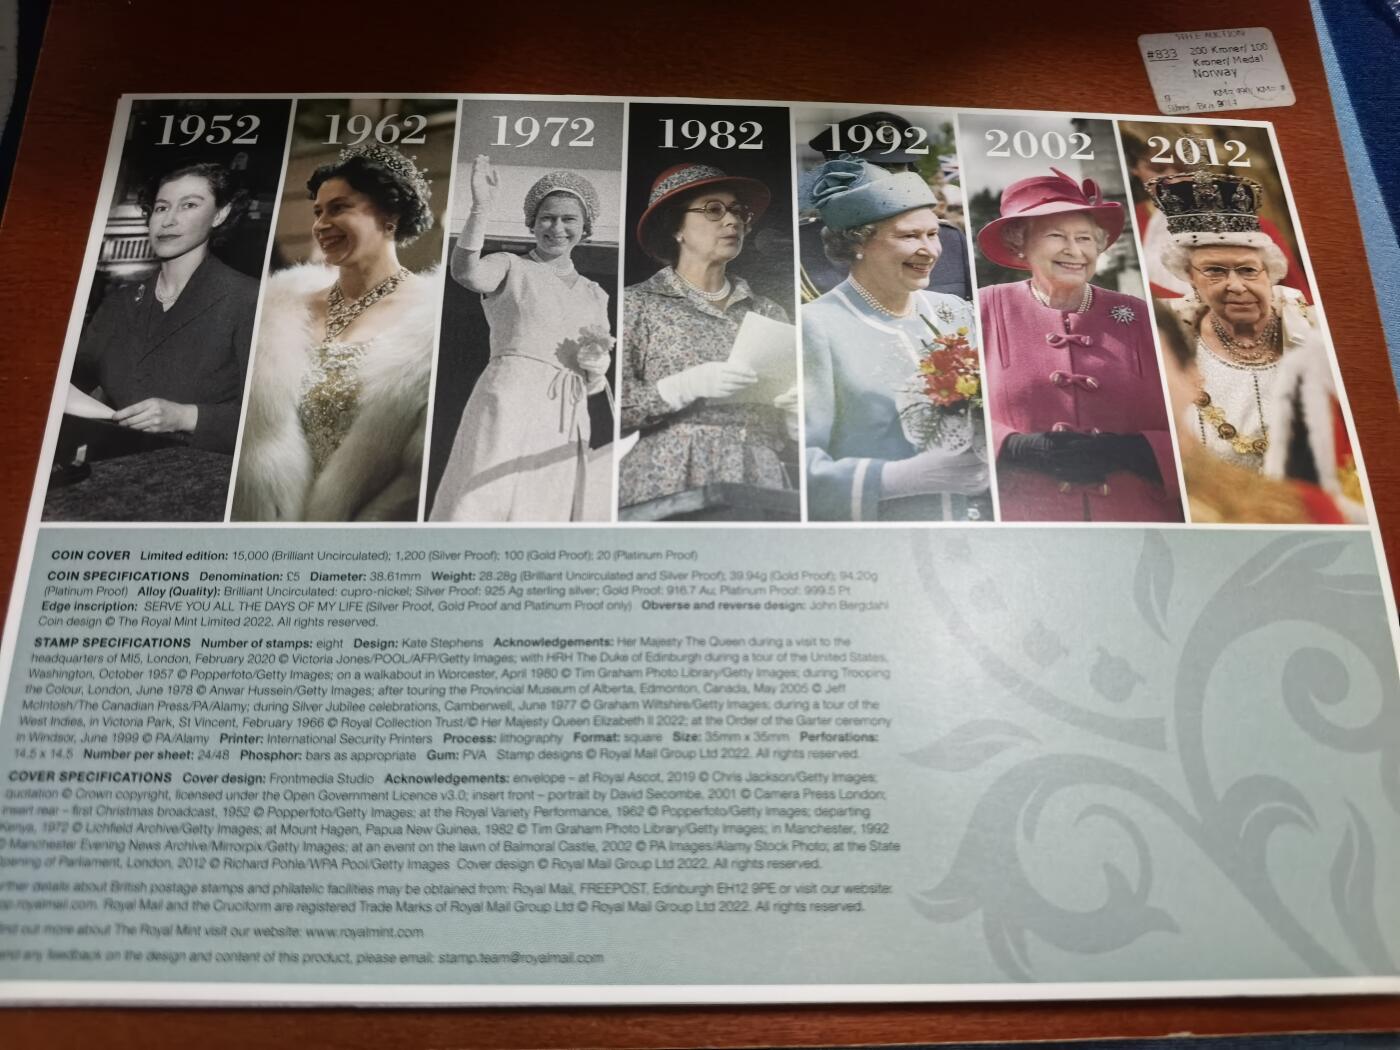 #833 200 Kroner/ 100
Kroner/ Medal
Norway
1952 1962 1972 1982 1992 2002 2012
COIN COVER Limited edition: 15,000 (Brilliant Uncirculated); 1,200 (Silver Proof); 100 (Gold Proof); 20 (Platinum Proof)
COIN SPECIFICATIONS Denomination: £5 Diameter: 38.61mm Weight: 28.28g (Brilliant Uncirculated and Silver Proof); 39.94g (Gold Proof); 94.20g
(Platinum Proof) Alloy (Quality): Brilliant Uncirculated: cupro-nickel; Silver Proof: 925 Ag sterling silver; Gold Proof: 916.7 Au; Platinum Proof: 999.5 Pt
Edge inscription: SERVE YOU ALL THE DAYS OF MY LIFE (Silver Proof, Gold Proof and Platinum Proof only) Obverse and reverse design: John Bergdahl
Coin design © The Royal Mint Limited 2022. All rights reserved.
STAMP SPECIFICATIONS Number of stamps: eight Design: Kate Stephens Acknowledgements: Her Majesty The Queen during a visit to the
headquarters of MI5, London, February 2020 © Victoria Jones/POOL/AFP/Getty Images; with HRH The Duke of Edinburgh during a tour of the United States,
Washington, October 1957 © Popperfoto/Getty Images; on a walkabout in Worcester, April 1980 © Tim Graham Photo Library/Getty Images; during Trooping
the Colour, London, June 1978 © Anwar Hussein/Getty Images; after touring the Provincial Museum of Alberta, Edmonton, Canada, May 2005 © Jeff
McIntosh/The Canadian Press/PA/Alamy; during Silver Jubilee celebrations, Camberwell, June 1977 © Graham Wiltshire/Getty Images; during a tour of the
West Indies, in Victoria Park, St Vincent, February 1966 © Royal Collection Trust/© Her Majesty Queen Elizabeth II 2022; at the Order of the Garter ceremony
in Windsor, June 1999 © PA/Alamy Printer: International Security Printers Process: lithography Format: square Size: 35mm x 35mm Perforations:
14.5 x 14.5 Number per sheet: 24/48 Phosphor: bars as appropriate Gum: PVA Stamp designs © Royal Mail Group Ltd 2022. All rights reserved.
COVER SPECIFICATIONS Cover design: Frontmedia Studio Acknowledgements: envelope – at Royal Ascot, 2019 © Chris Jackson/Getty Images;
quotation © Crown copyright, licensed under the Open Government Licence v3.0; insert front – portrait by David Secombe, 2001 © Camera Press London;
insert rear – first Christmas broadcast, 1952 © Popperfoto/Getty Images; at the Royal Variety Performance, 1962 © Popperfoto/Getty Images; departing
Kenya, 1972 © Lichfield Archive/Getty Images; at Mount Hagen, Papua New Guinea, 1982 © Tim Graham Photo Library/Getty Images; in Manchester, 1992
© Manchester Evening News Archive/Mirrorpix/Getty Images; at an event on the lawn of Balmoral Castle, 2002 © PA Images/Alamy Stock Photo; at the State
Opening of Parliament, London, 2012 © Richard Pohle/WPA Pool/Getty Images Cover design © Royal Mail Group Ltd 2022. All rights reserved.
details about British postage stamps and philatelic facilities may be obtained from: Royal Mail, FREEPOST, Edinburgh EH12 9PE or visit our website:
royalmail.com. Royal Mail and the Cruciform are registered Trade Marks of Royal Mail Group Ltd © Royal Mail Group Ltd 2022. All rights reserved.
out more about The Royal Mint visit our website: www.royalmint.com
any feedback on the design and content of this product, please email: stamp.team@royalmail.com